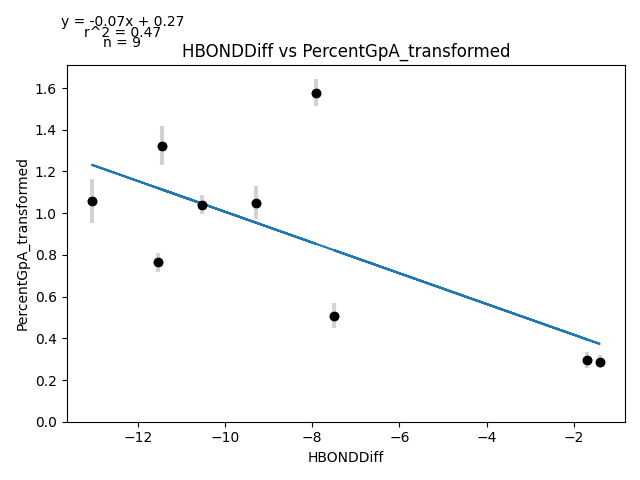 y = -0.07x + 0.27
r^2 = 0.47
n = 9
HBONDDiff vs PercentGpA_transformed
PercentGpA_transformed
1.6
1.4
1.2
1.0
0.8
0.6
0.4
0.2
0.0
−12
−10
−8
−6
−4
−2
HBONDDiff